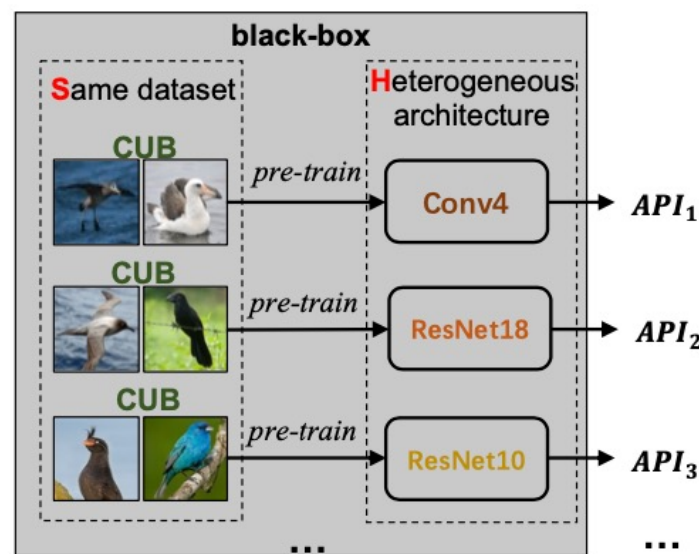 black-box
Same dataset
Heterogeneous
architecture
CUB
pre-train
Conv4
API₁
CUB
pre-train
ResNet18
API₂
CUB
pre-train
ResNet10
API₃
...
...